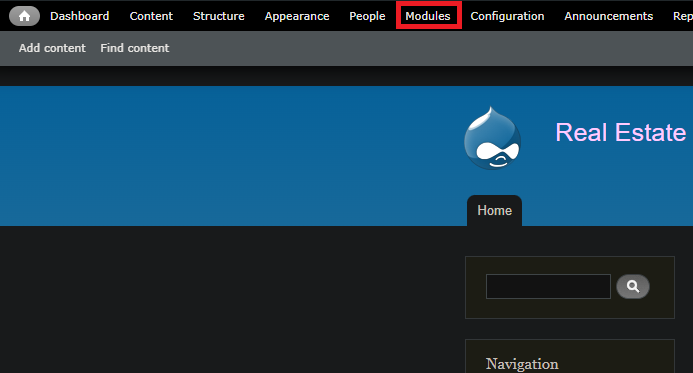 Dashboard Content Structure Appearance People Modules Configuration Announcements Rep
Add content Find content
Real Estate
Home
Navigation